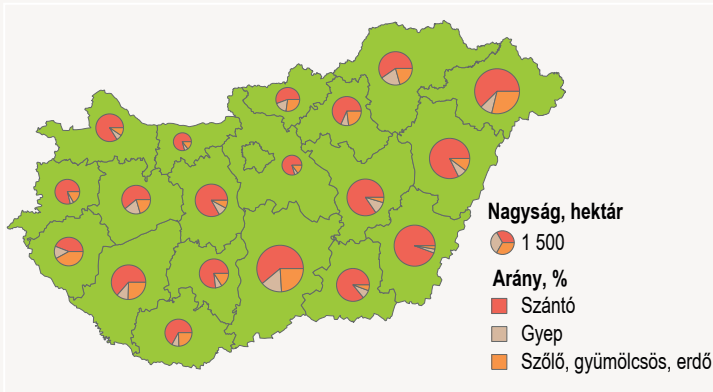 Nagyság, hektár
1 500
Arány, %
Szántó
Gyep
Szőlő, gyümölcsös, erdő